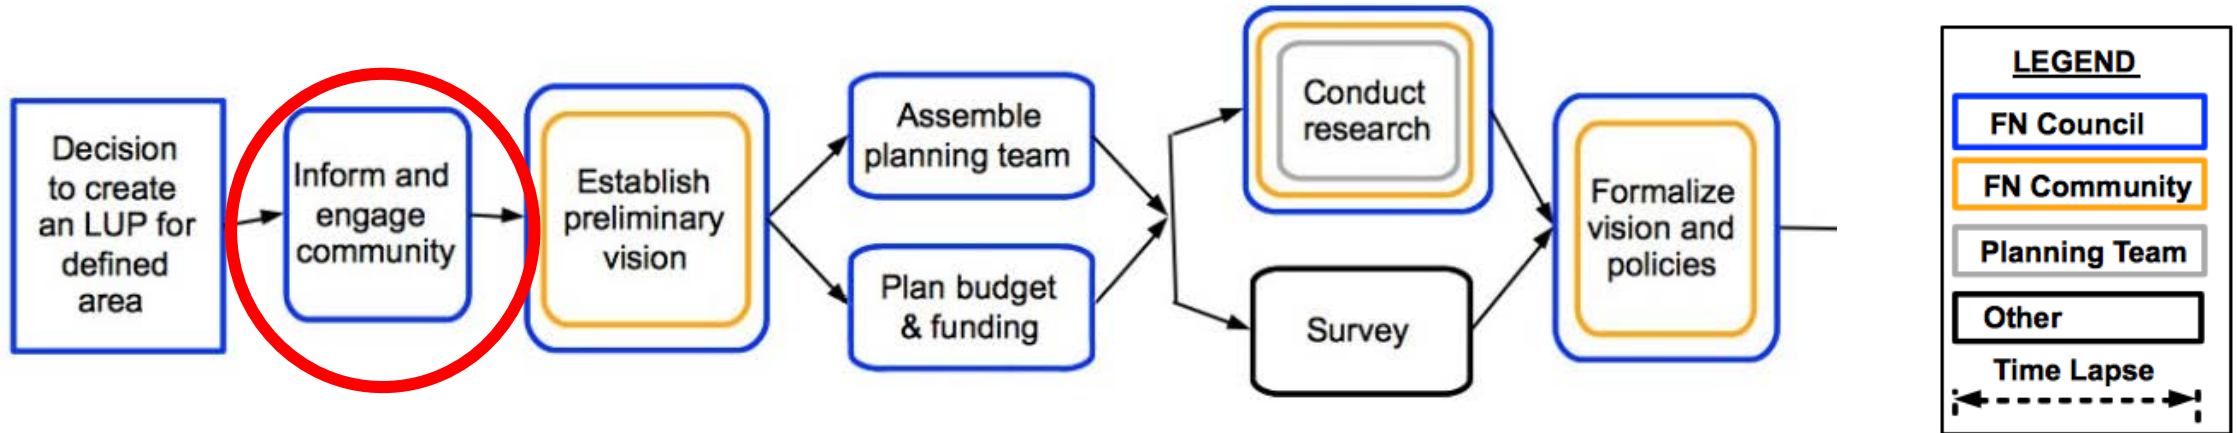 Decision
to create
an LUP for
defined
area
Inform and
engage
community
Establish
preliminary
vision
Assemble
planning team
Plan budget
& funding
Conduct
research
Survey
Formalize
vision and
policies
LEGEND
FN Council
FN Community
Planning Team
Other
Time Lapse